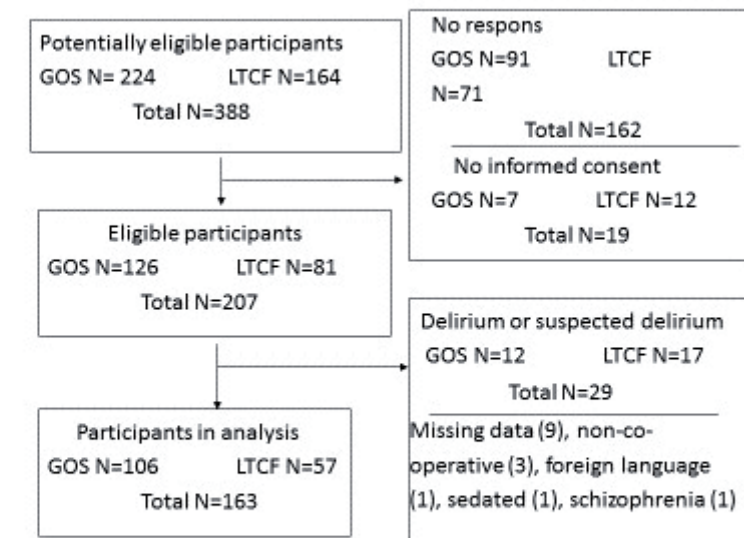 Potentially eligible participants
GOS N= 224 LTCF N=164
Total N=388
No respons
GOS N=91 LTCF
N=71
Total N=162
No informed consent
GOS N=7 LTCF N=12
Total N=19
Eligible participants
GOS N=126 LTCF N=81
Total N=207
Delirium or suspected delirium
GOS N=12 LTCF N=17
Total N=29
Missing data (9), non-co-
operative (3), foreign language
(1), sedated (1), schizophrenia (1)
Participants in analysis
GOS N=106 LTCF N=57
Total N=163